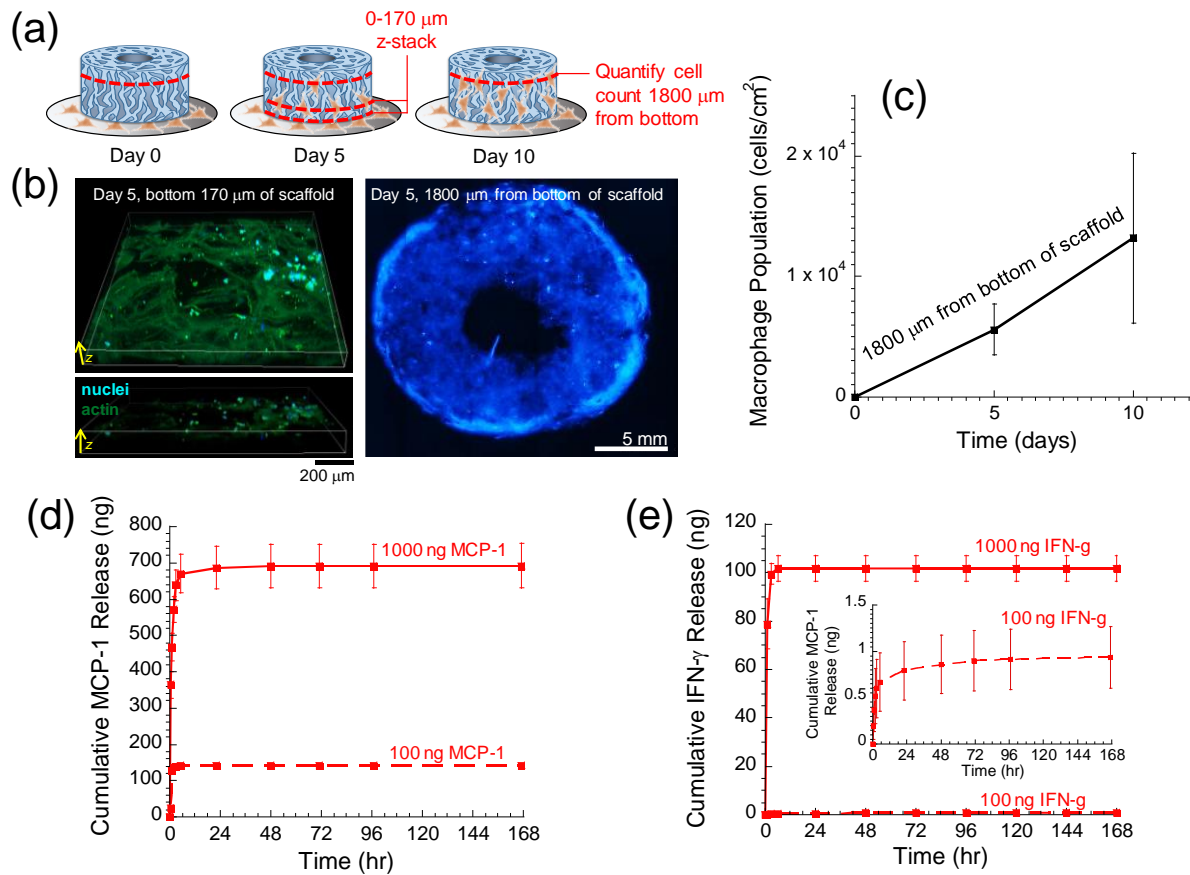 (a)
0-170 μm
z-stack
Quantify cell
count 1800 μm
from bottom
Day 0
Day 5
Day 10
(b)
Day 5, bottom 170 μm of scaffold
z
nuclei
actin
z
200 μm
Day 5, 1800 μm from bottom of scaffold
5 mm
(c)
Macrophage Population (cells/cm²)
2 x 10⁴
1 x 10⁴
0
1800 μm from bottom of scaffold
0
5
10
Time (days)
(d)
Cumulative MCP-1 Release (ng)
800
700
600
500
400
300
200
100
0
1000 ng MCP-1
100 ng MCP-1
0 24 48 72 96 120 144 168
Time (hr)
(e)
Cumulative IFN-γ Release (ng)
120
100
80
60
40
20
0
1000 ng IFN-g
Cumulative MCP-1
Release (ng)
1.5
1
0.5
0
100 ng IFN-g
0 24 48 72 96 120 144 168
Time (hr)
100 ng IFN-g
0 24 48 72 96 120 144 168
Time (hr)